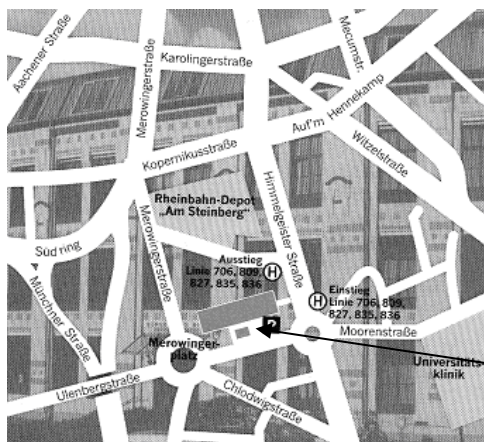 Aachener Straße
Merowingerstraße
Karolingerstraße
Mecumstr.
Auf'm Hennekamp
Witzelstraße
Kopernikusstraße
Himmelgeister Straße
Rheinbahn-Depot
„Am Steinberg"
Merowingerstraße
Südring
Münchner Straße
Ausstieg
Linie 706, 809,
827, 835, 836
H
H
Einstieg
Linie 706, 809,
827, 835, 836
P
Moorenstraße
Merowinger-
platz
Universitäts
klinik
Ulenbergstraße
Chlodwigstraße